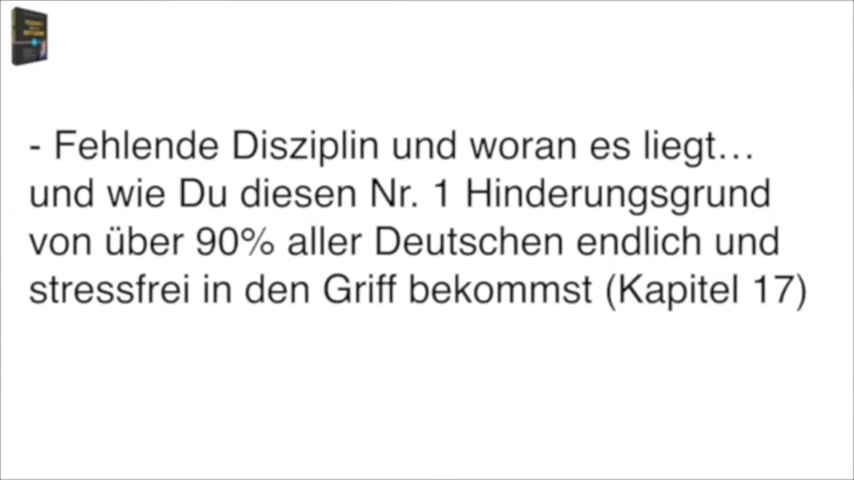 - Fehlende Disziplin und woran es liegt…
und wie Du diesen Nr. 1 Hinderungsgrund
von über 90% aller Deutschen endlich und
stressfrei in den Griff bekommst (Kapitel 17)